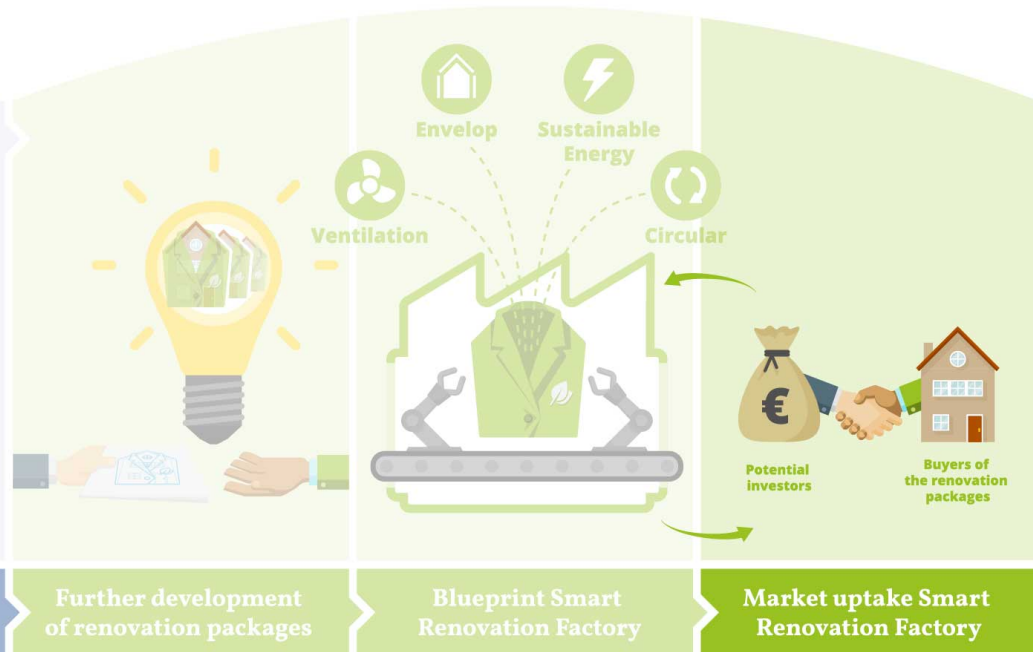 Envelop
Sustainable
Energy
Ventilation
Circular
€
Potential
investors
Buyers of
the renovation
packages
Further development
of renovation packages
Blueprint Smart
Renovation Factory
Market uptake Smart
Renovation Factory